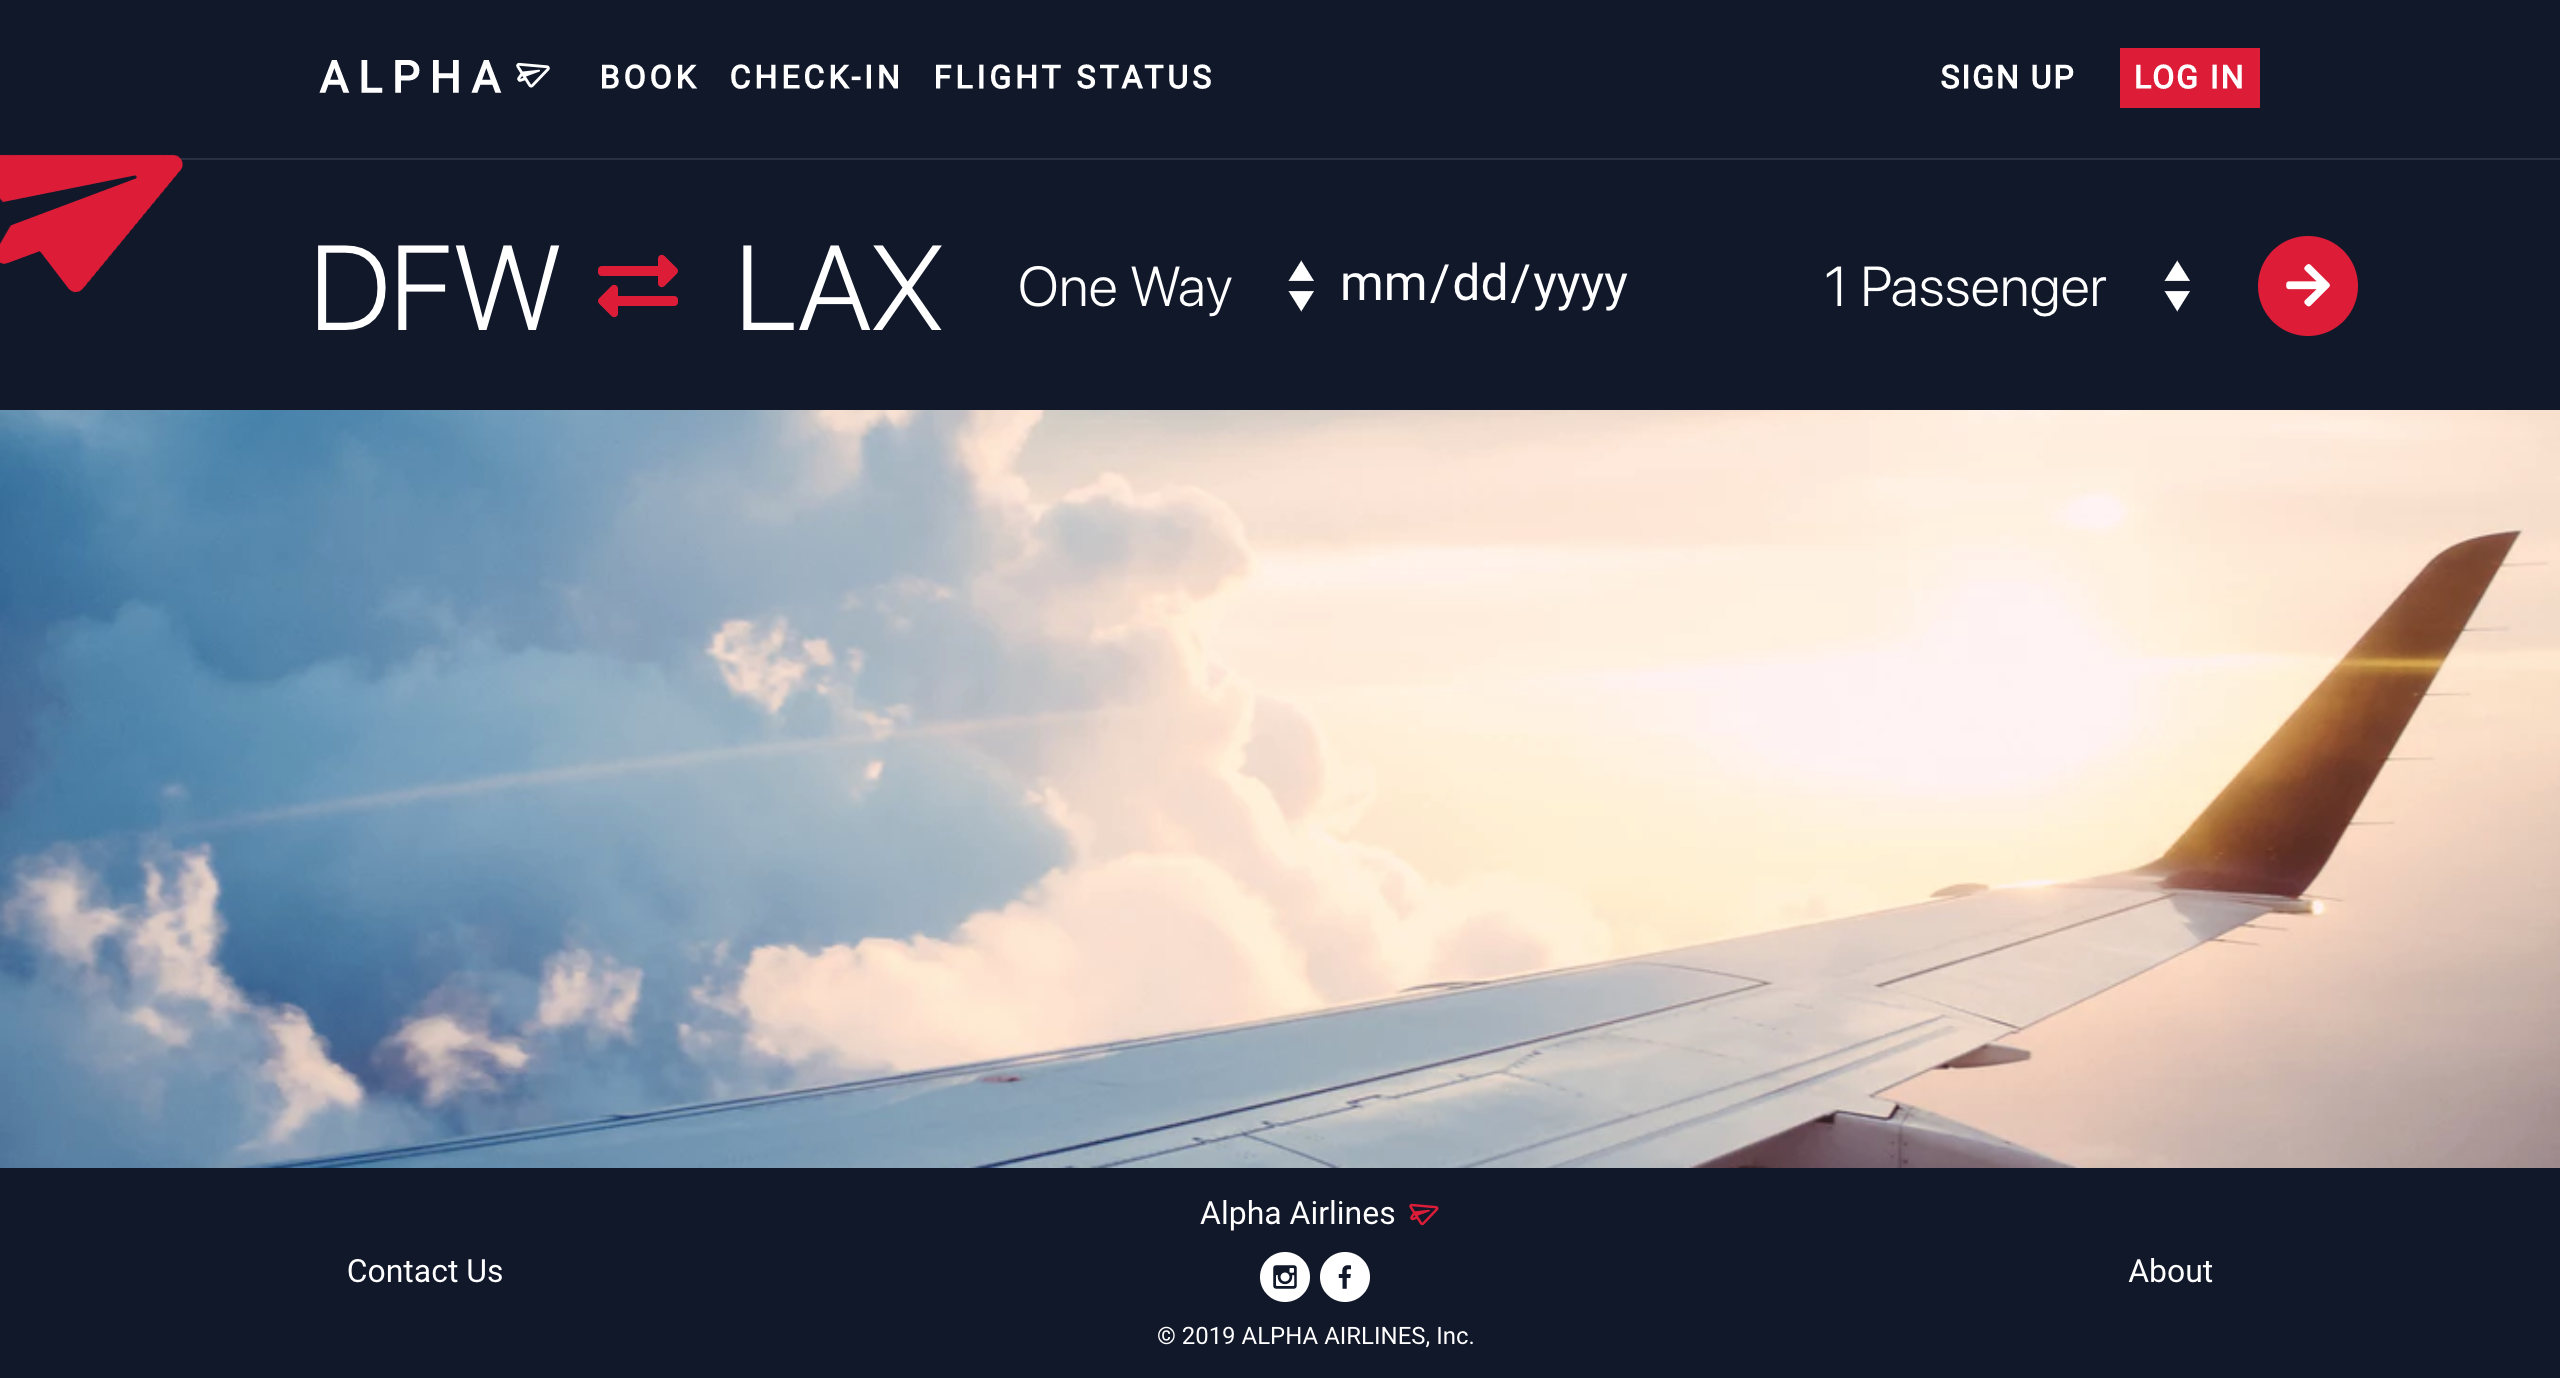 ALPHA BOOK CHECK-IN FLIGHT STATUS SIGN UP LOG IN
DFW LAX One Way mm/dd/yyyy 1 Passenger
Alpha Airlines
Contact Us About
© 2019 ALPHA AIRLINES, Inc.